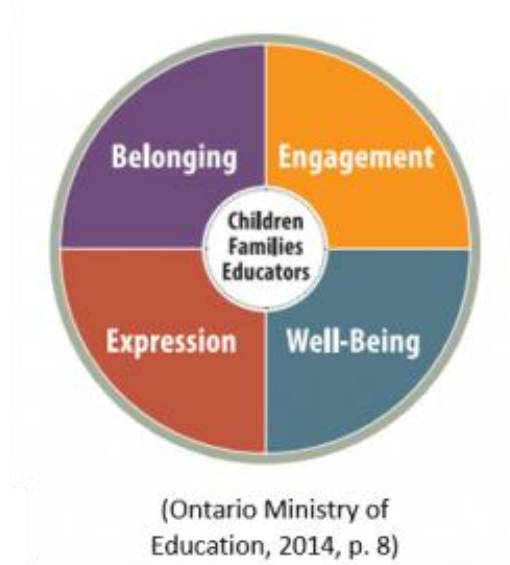 Belonging
Engagement
Children
Families
Educators
Expression
Well-Being
(Ontario Ministry of
Education, 2014, p. 8)